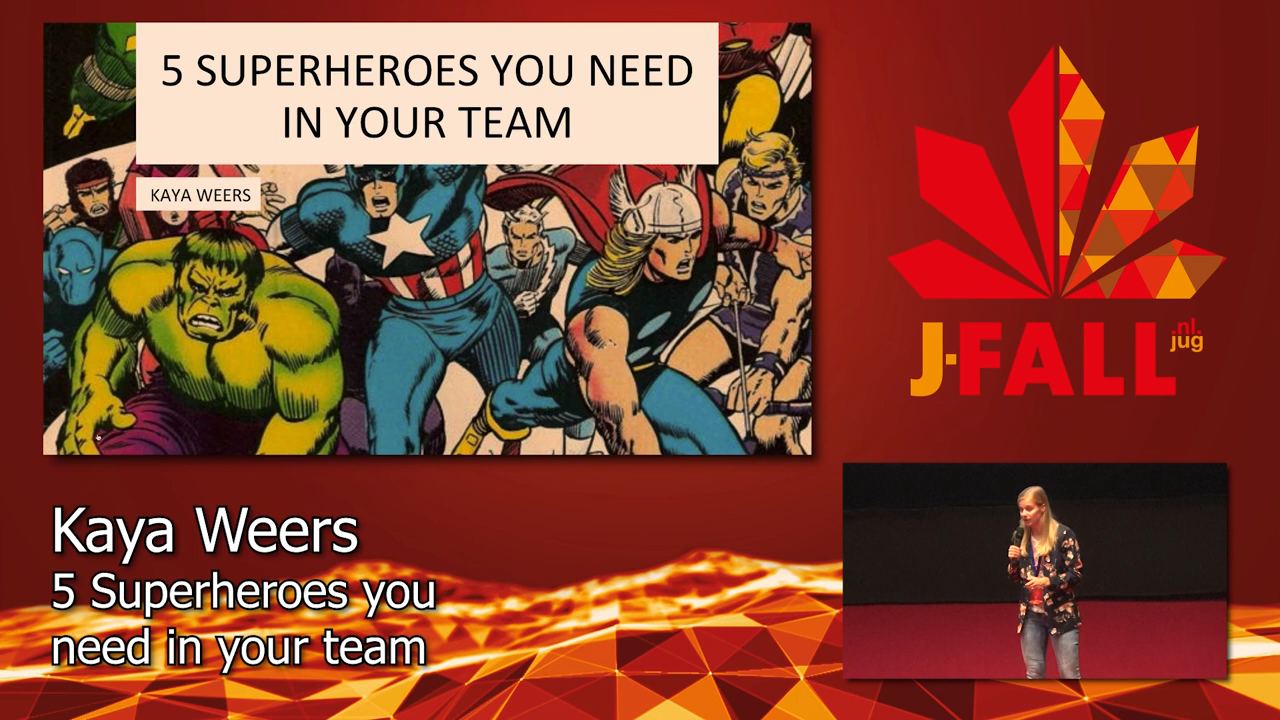 5 SUPERHEROES YOU NEED
IN YOUR TEAM
KAYA WEERS
J-FALL
nl.
jug
Kaya Weers
5 Superheroes you
need in your team